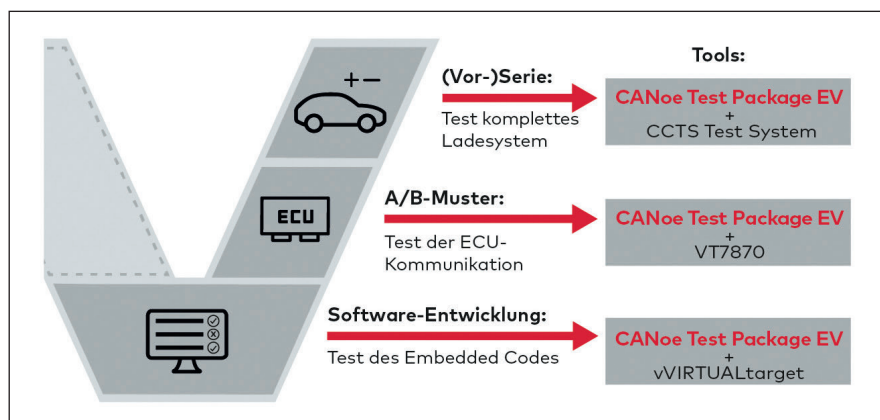 Tools:
(Vor-)Serie:
Test komplettes
Ladesystem
CANoe Test Package EV
+
CCTS Test System
+ −
A/B-Muster:
Test der ECU-
Kommunikation
CANoe Test Package EV
+
VT7870
ECU
Software-Entwicklung:
Test des Embedded Codes
CANoe Test Package EV
+
vVIRTUALtarget